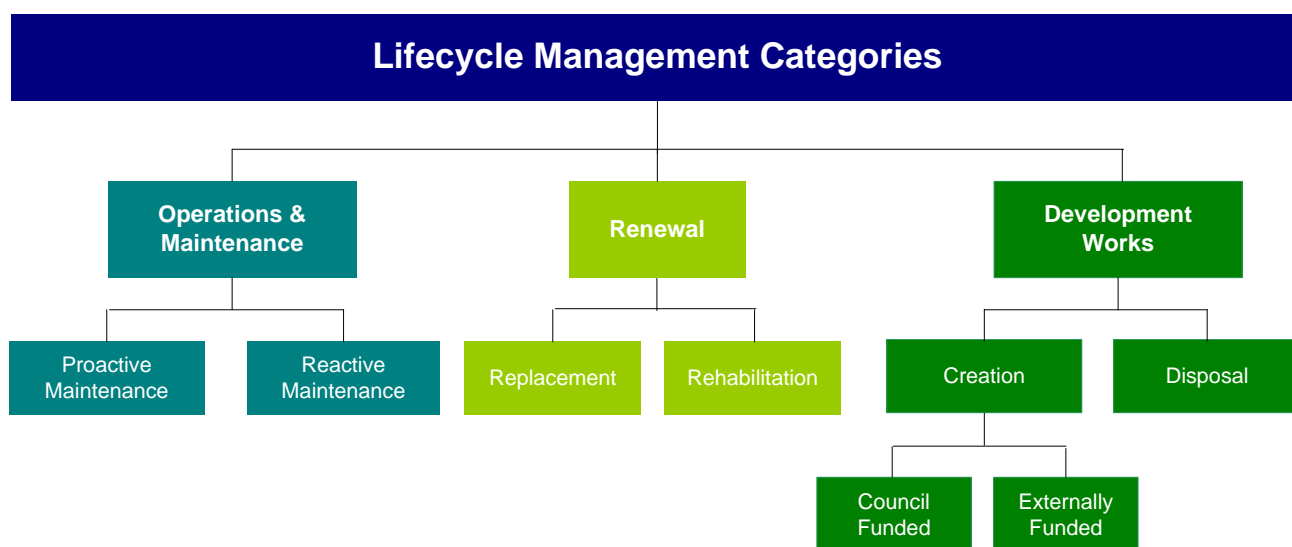 Lifecycle Management Categories
Operations &
Maintenance
Renewal
Development
Works
Proactive
Maintenance
Reactive
Maintenance
Replacement
Rehabilitation
Creation
Disposal
Council
Funded
Externally
Funded